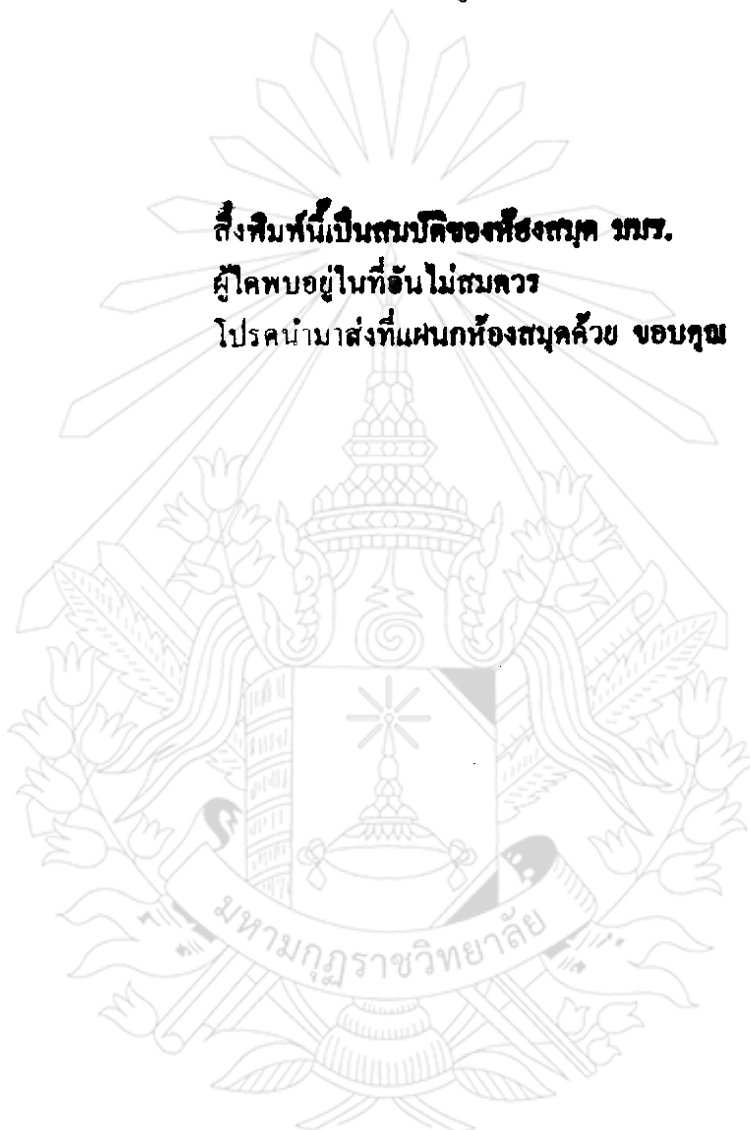 สิ่งพิมพ์นี้เป็นสมบัติของห้องสมุด มมร.
ผู้ใดพบอยู่ในที่อันไม่สมควร
โปรดนำมาส่งที่แผนกห้องสมุดด้วย ขอบคุณ
มหามกุฏราชวิทยาลัย